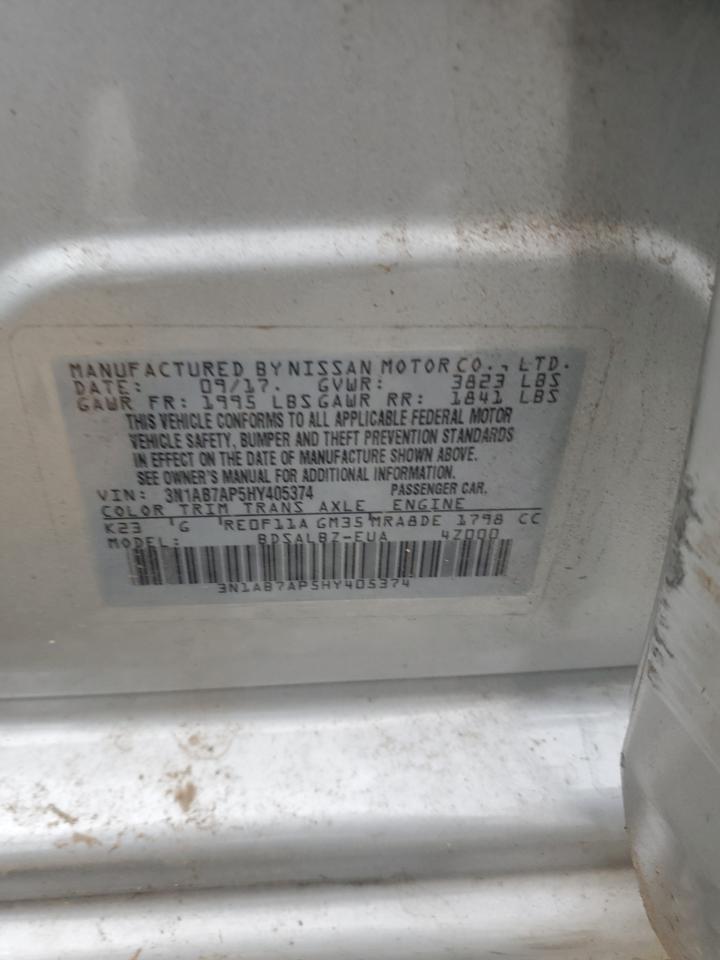 MANUFACTURED BY NISSAN MOTOR CO., LTD.
DATE: 09/17. GVWR: 3823 LBS
GAWR FR: 1995 LBS GAWR RR: 1841 LBS
THIS VEHICLE CONFORMS TO ALL APPLICABLE FEDERAL MOTOR
VEHICLE SAFETY, BUMPER AND THEFT PREVENTION STANDARDS
IN EFFECT ON THE DATE OF MANUFACTURE SHOWN ABOVE.
SEE OWNER'S MANUAL FOR ADDITIONAL INFORMATION.
VIN: 3N1AB7AP5HY405374 PASSENGER CAR.
COLOR TRIM TRANS AXLE ENGINE
K23 G RE0F11A GM35 MRA8DE 1798 CC
MODEL: BDSALBZ-EUA 4Z000
3N1AB7AP5HY405374